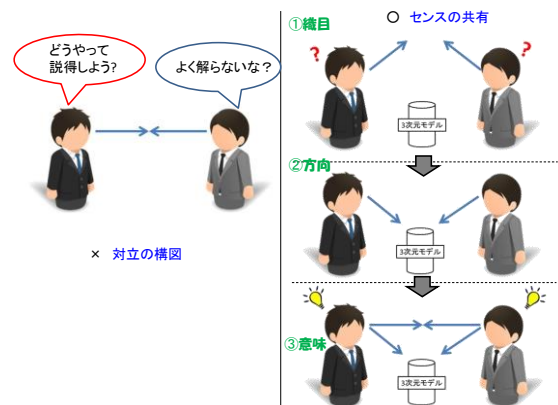 どうやって
説得しよう?
よく解らないな?
× 対立の構図
○ センスの共有
①繊目
?
?
3次元モデル
②方向
3次元モデル
③意味
3次元モデル